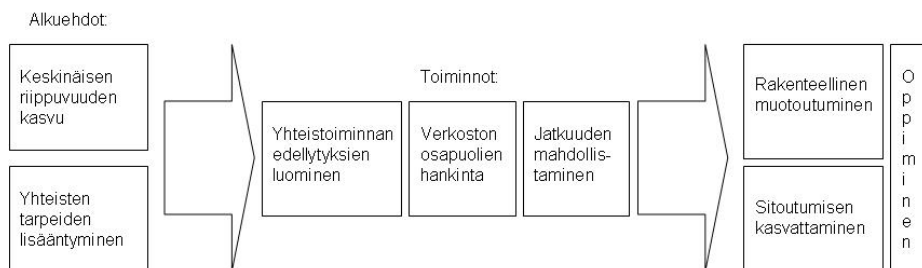 Alkuehdot:
Keskinäisen
riippuvuuden
kasvu
Yhteisten
tarpeiden
lisääntyminen
Toiminnot:
Yhteistoiminnan
edellytyksien
luominen
Verkoston
osapuolien
hankinta
Jatkuuden
mahdollis-
taminen
Rakenteellinen
muotoutuminen
Sitoutumisen
kasvattaminen
O
p
p
i
m
i
n
e
n